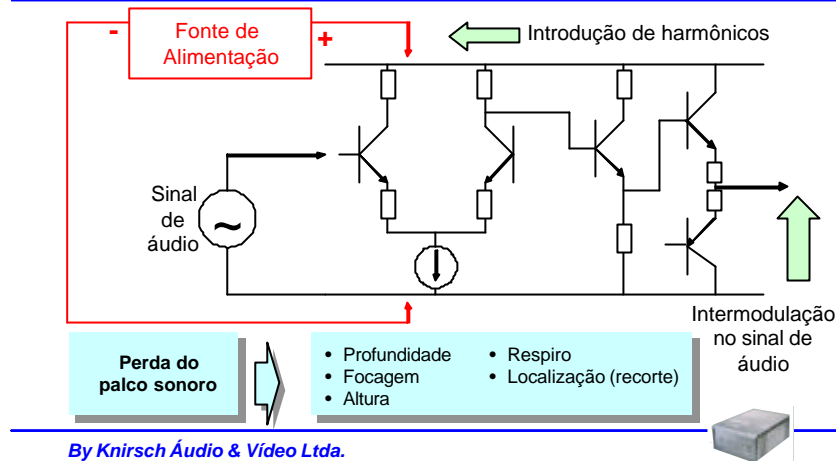 - Fonte de +
Alimentação
Introdução de harmônicos
Sinal
de
áudio
~
Intermodulação
no sinal de
áudio
Perda do
palco sonoro
• Profundidade
• Focagem
• Altura
• Respiro
• Localização (recorte)
By Knirsch Áudio & Vídeo Ltda.